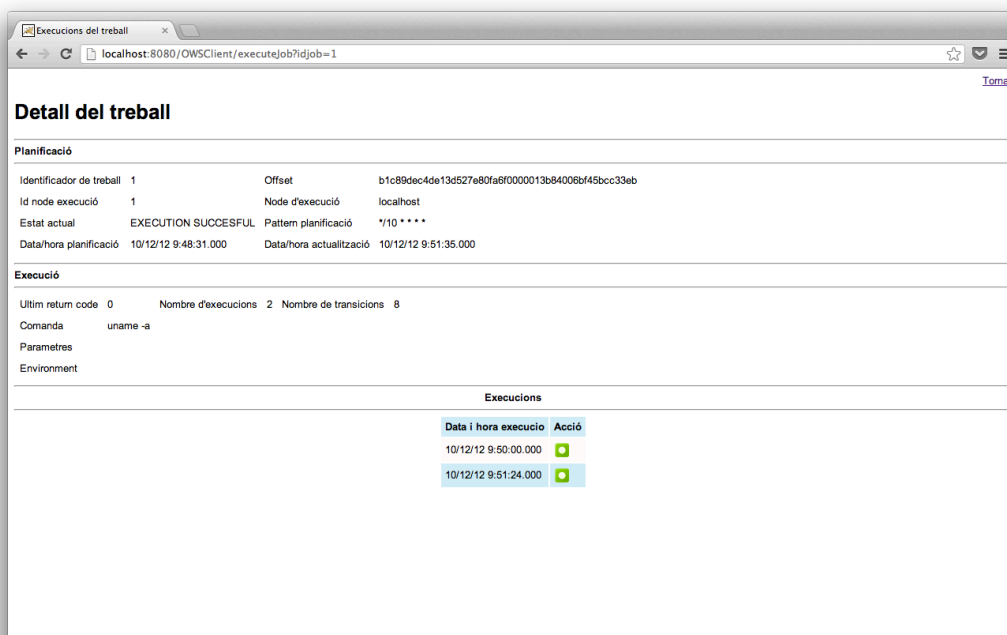 Execucions del treball
localhost:8080/OWSClient/executeJob?idjob=1
Torna
Detall del treball
Planificació
Identificador de treball 1 Offset b1c89dec4de13d527e80fa6f0000013b84006bf45bcc33eb
Id node execució 1 Node d'execució localhost
Estat actual EXECUTION SUCCESFUL Pattern planificació */10 * * * *
Data/hora planificació 10/12/12 9:48:31.000 Data/hora actualització 10/12/12 9:51:35.000
Execució
Ultim return code 0 Nombre d'execucions 2 Nombre de transicions 8
Comanda uname -a
Parametres
Environment
Execucions
Data i hora execucio Acció
10/12/12 9:50:00.000
10/12/12 9:51:24.000